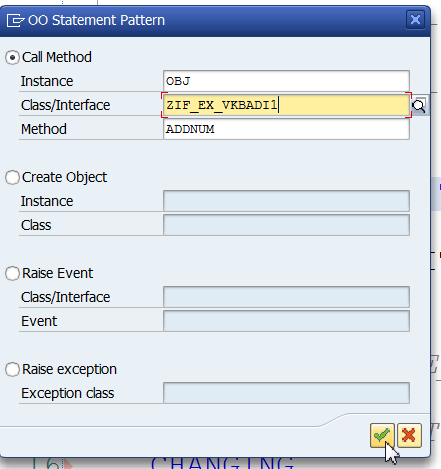 OO Statement Pattern
Call Method
Instance OBJ
Class/Interface ZIF_EX_VKBADI1
Method ADDNUM
Create Object
Instance
Class
Raise Event
Class/Interface
Event
Raise exception
Exception class
16 CHANGING